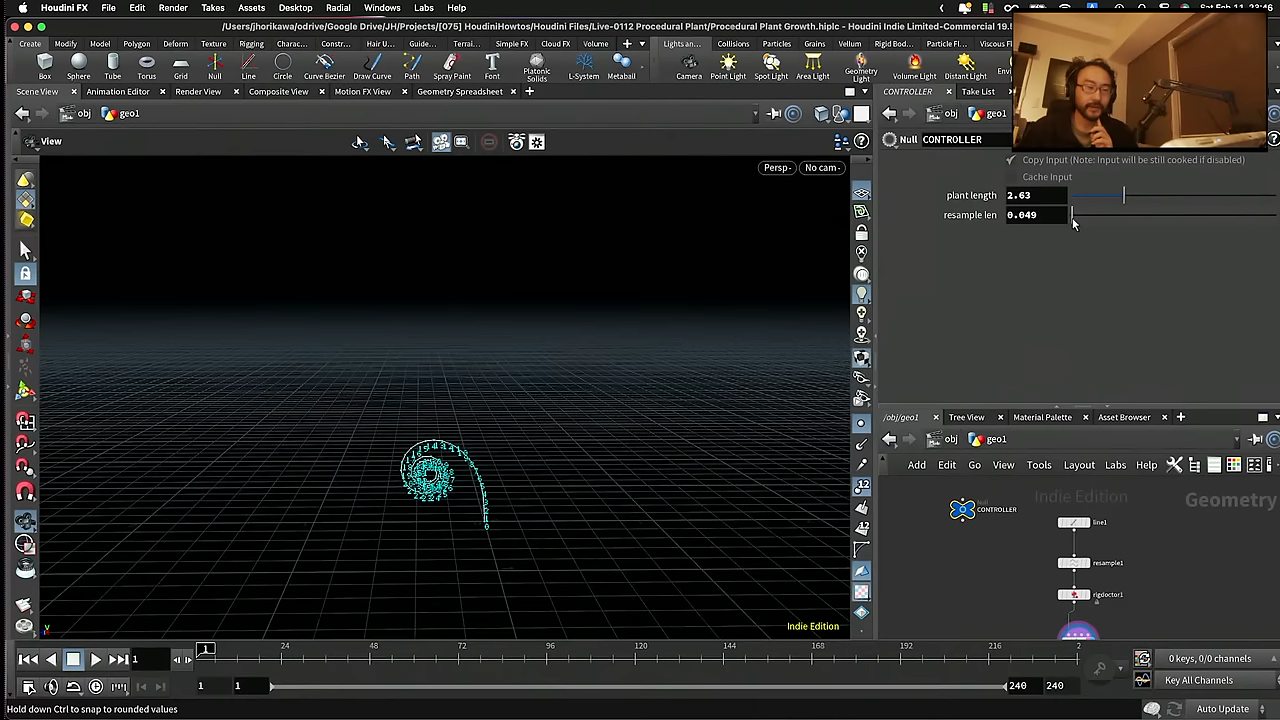 Houdini FX File Edit Render Takes Assets Desktop Radial Windows Labs Help
/Users/jhorikawa/odrive/Google Drive/JH/Projects/[075] HoudiniHowtos/Houdini Files/Live-0112 Procedural Plant/Procedural Plant Growth.hiplc - Houdini Indie Limited-Commercial 19.5
Create Modify Model Polygon Deform Texture Rigging Charac... Constr... Hair U... Guide... Terrai... Simple FX Cloud FX Volume
Lights an... Collisions Particles Grains Vellum Rigid Bod... Particle Fl... Viscous
Box Sphere Tube Torus Grid Null Line Circle Curve Bezier Draw Curve Path Spray Paint Font Platonic Solids L-System Metaball
Camera Point Light Spot Light Area Light Geometry Light Volume Light Distant Light
Scene View Animation Editor Render View Composite View Motion FX View Geometry Spreadsheet
CONTROLLER Take List
obj geo1
obj geo1
View
Null CONTROLLER
Persp No cam
Copy Input (Note: Input will be still cooked if disabled)
Cache Input
plant length 2.63
resample len 0.049
/obj/geo1 Tree View Material Palette Asset Browser
obj geo1
Add Edit Go View Tools Layout Labs Help
Indie Edition
Geometry
Null
CONTROLLER
line1
resample1
rigdoctor1
Indie Edition
1
1 24 48 72 96 120 144 168 192 216 2
0 keys, 0/0 channels
1 1 240 240
Key All Channels
Hold down Ctrl to snap to rounded values
Auto Update